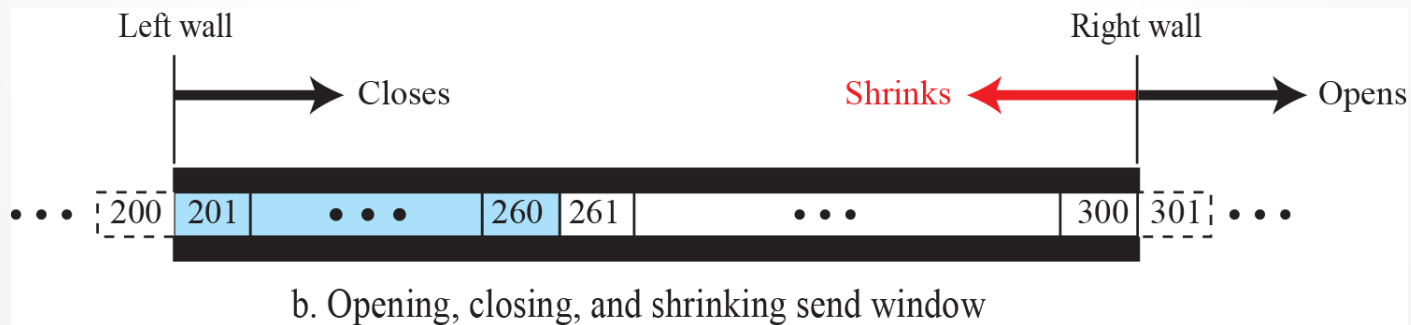 Left wall Right wall
Closes Shrinks Opens
• • • 200 201 • • • 260 261 • • • 300 301 • • •
b. Opening, closing, and shrinking send window